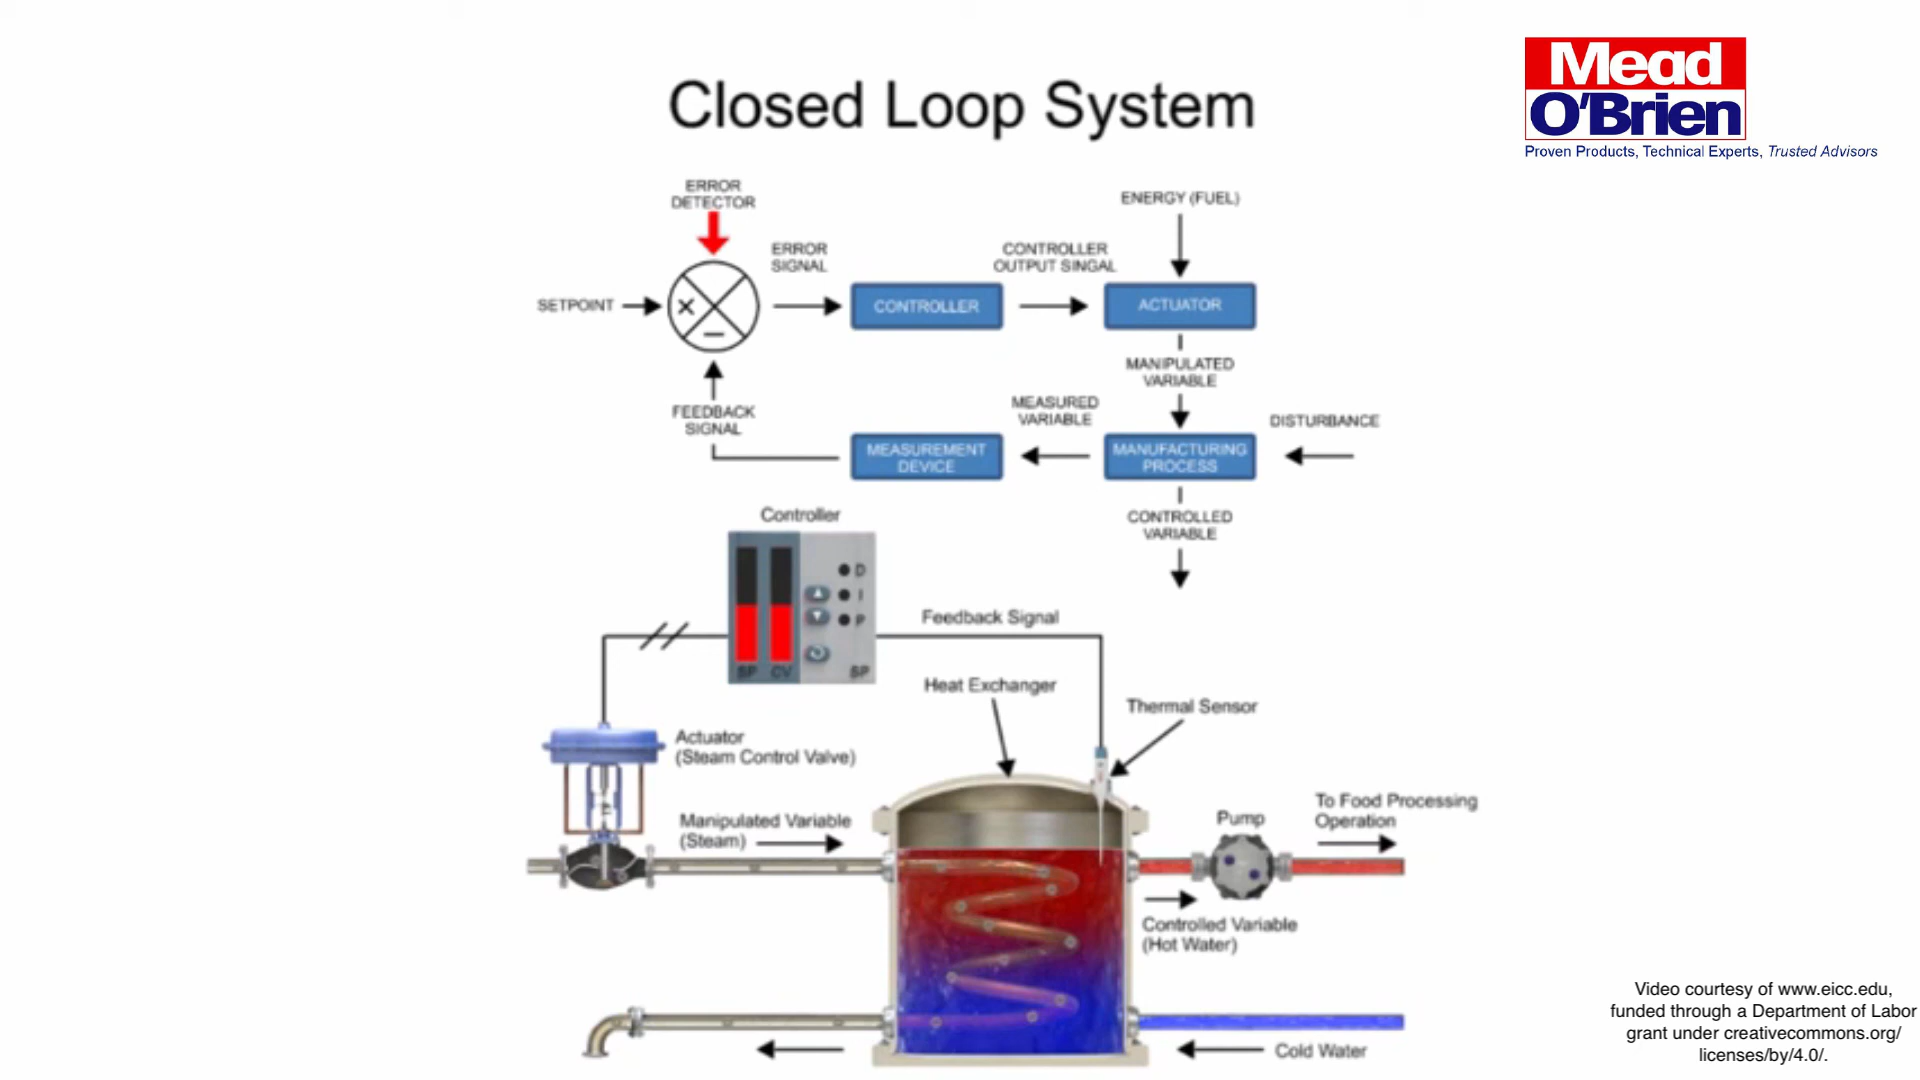 Closed Loop System
Mead
O'Brien
Proven Products, Technical Experts, Trusted Advisors
ERROR
DETECTOR
ENERGY (FUEL)
ERROR
SIGNAL
CONTROLLER
OUTPUT SINGAL
SETPOINT
×
–
CONTROLLER
ACTUATOR
MANIPULATED
VARIABLE
FEEDBACK
SIGNAL
MEASURED
VARIABLE
DISTURBANCE
MEASUREMENT
DEVICE
MANUFACTURING
PROCESS
CONTROLLED
VARIABLE
Controller
D
I
P
SP CV SP
Feedback Signal
Heat Exchanger
Thermal Sensor
Actuator
(Steam Control Valve)
Manipulated Variable
(Steam)
Pump
To Food Processing
Operation
Controlled Variable
(Hot Water)
Cold Water
Video courtesy of www.eicc.edu,
funded through a Department of Labor
grant under creativecommons.org/
licenses/by/4.0/.